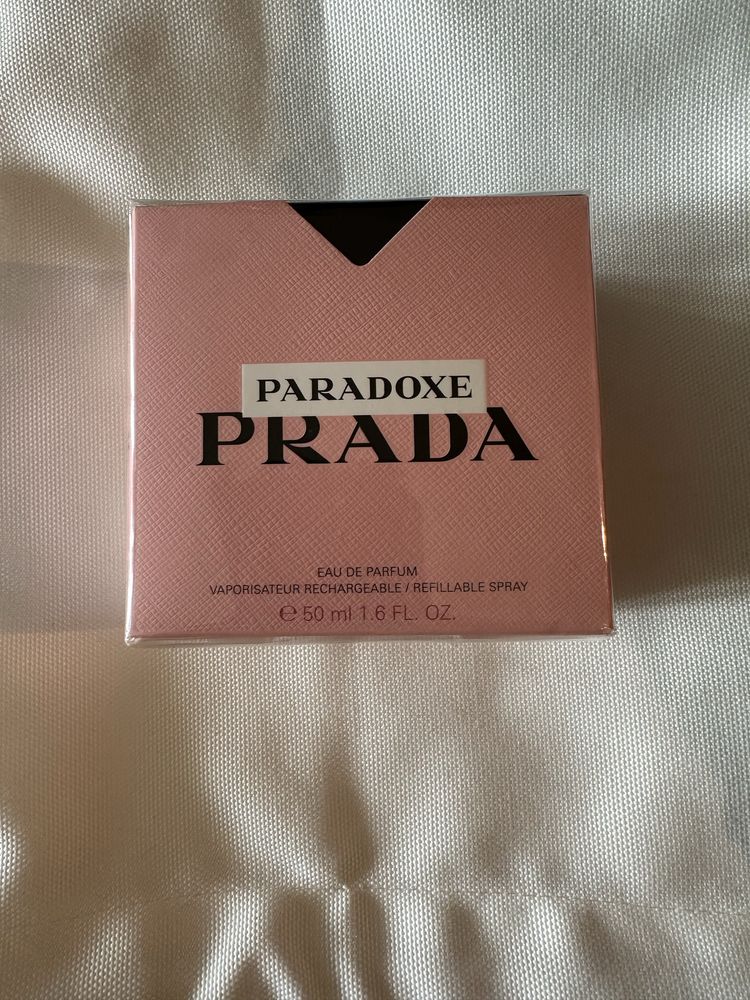 PARADOXE
PRADA
EAU DE PARFUM
VAPORISATEUR RECHARGEABLE / REFILLABLE SPRAY
℮ 50 ml 1.6 FL. OZ.